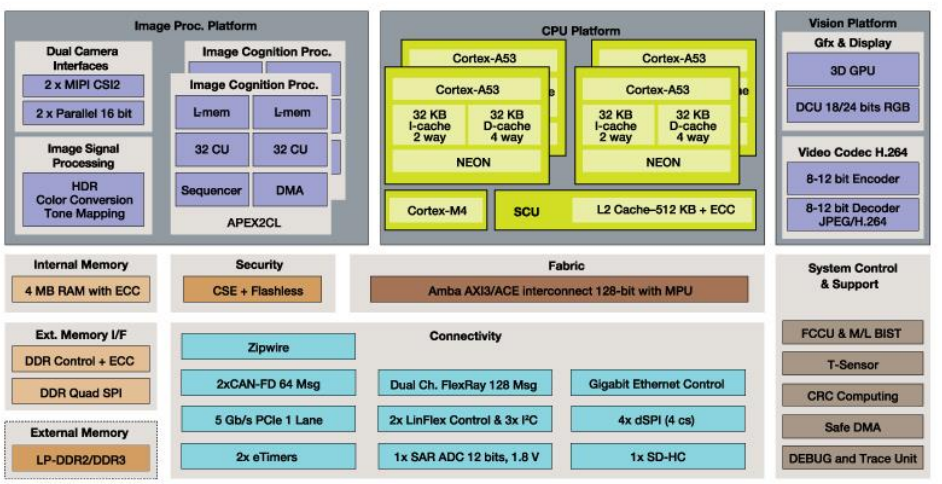 Image Proc. Platform
Dual Camera
Interfaces
2 x MIPI CSI2
2 x Parallel 16 bit
Image Signal
Processing
HDR
Color Conversion
Tone Mapping
Image Cognition Proc.
Image Cognition Proc.
L-mem
L-mem
32 CU
32 CU
Sequencer
DMA
APEX2CL
CPU Platform
Cortex-A53
Cortex-A53
32 KB
I-cache
2 way
32 KB
D-cache
4 way
NEON
Cortex-A53
Cortex-A53
32 KB
I-cache
2 way
32 KB
D-cache
4 way
NEON
Cortex-M4
SCU
L2 Cache–512 KB + ECC
Vision Platform
Gfx & Display
3D GPU
DCU 18/24 bits RGB
Video Codec H.264
8-12 bit Encoder
8-12 bit Decoder
JPEG/H.264
Internal Memory
4 MB RAM with ECC
Security
CSE + Flashless
Fabric
Amba AXI3/ACE interconnect 128-bit with MPU
System Control
& Support
FCCU & M/L BIST
T-Sensor
CRC Computing
Safe DMA
DEBUG and Trace Unit
Ext. Memory I/F
DDR Control + ECC
DDR Quad SPI
External Memory
LP-DDR2/DDR3
Connectivity
Zipwire
2xCAN-FD 64 Msg
Dual Ch. FlexRay 128 Msg
Gigabit Ethernet Control
5 Gb/s PCIe 1 Lane
2x LinFlex Control & 3x I²C
4x dSPI (4 cs)
2x eTimers
1x SAR ADC 12 bits, 1.8 V
1x SD-HC